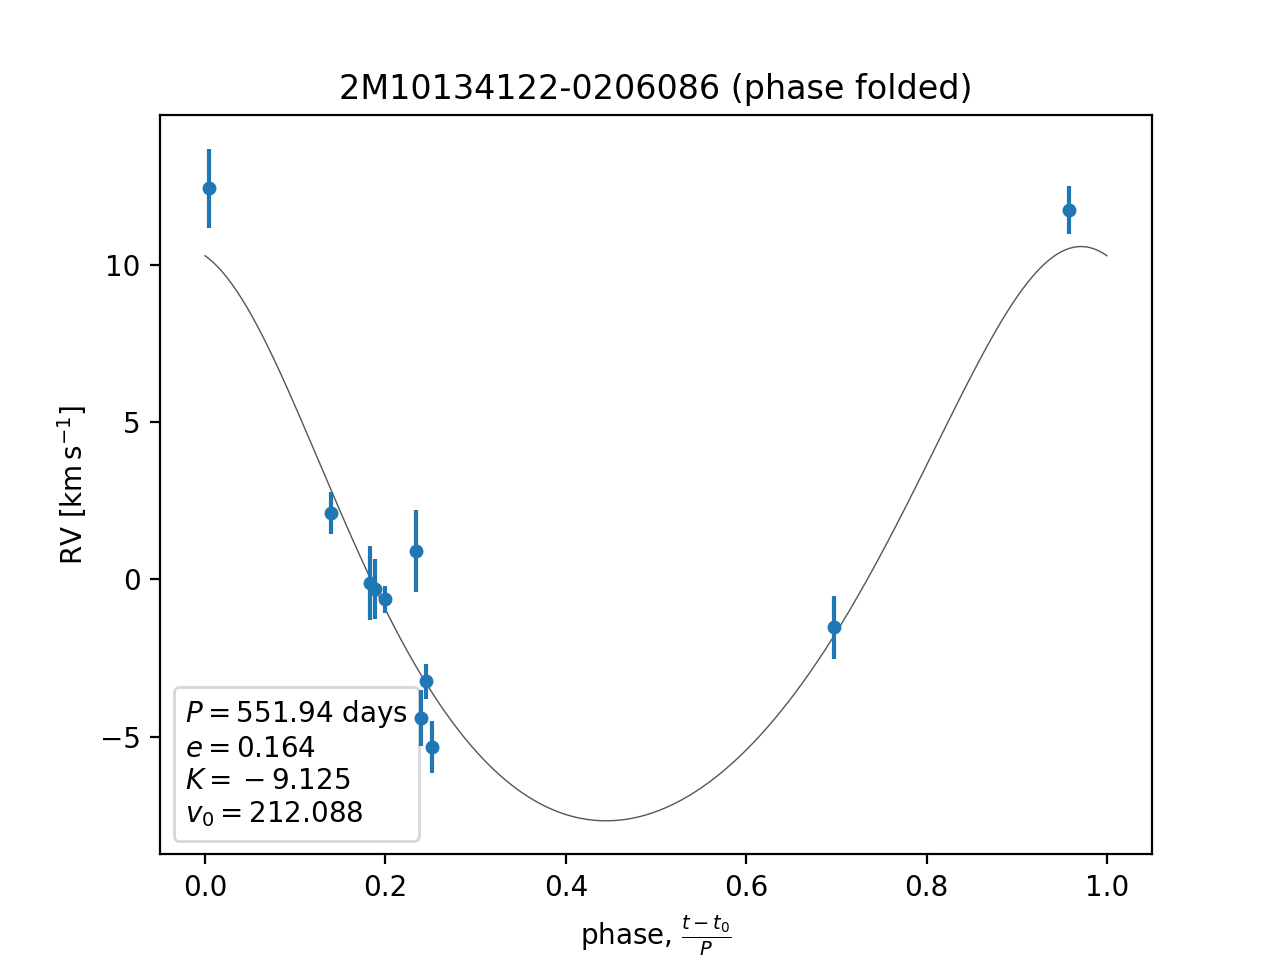 2M10134122-0206086 (phase folded)
10
5
0
−5
RV [km s⁻¹]
P = 551.94 days
e = 0.164
K = −9.125
v₀ = 212.088
0.0 0.2 0.4 0.6 0.8 1.0
phase, (t − t₀)/P